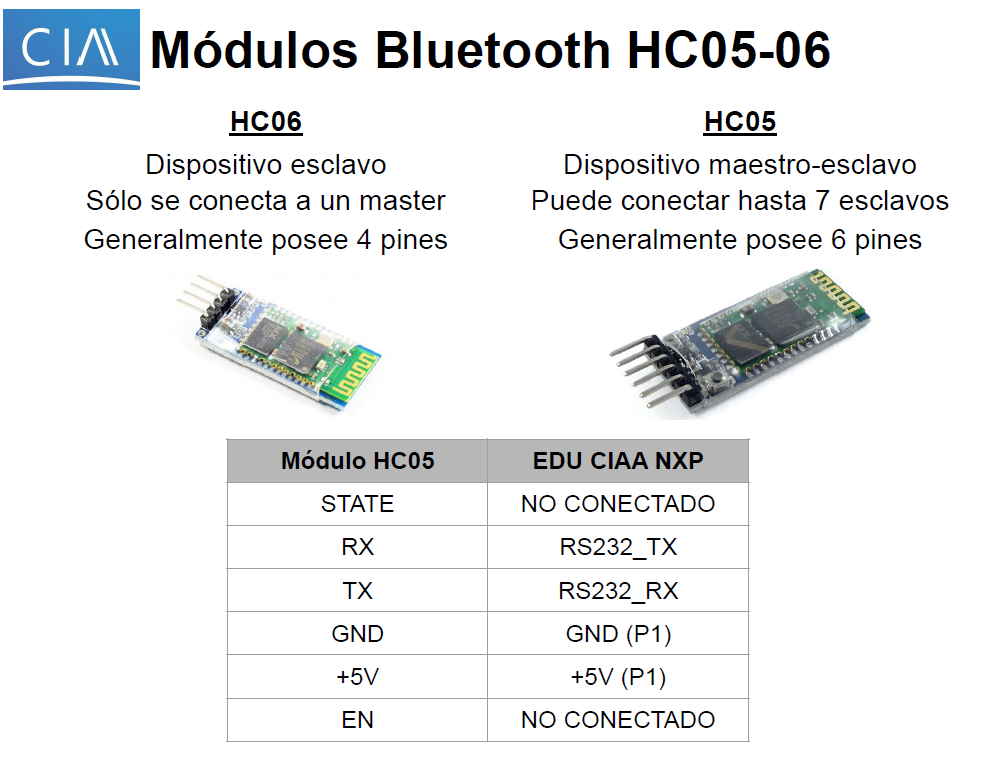 CIAA
Módulos Bluetooth HC05-06
HC06
Dispositivo esclavo
Sólo se conecta a un master
Generalmente posee 4 pines
HC05
Dispositivo maestro-esclavo
Puede conectar hasta 7 esclavos
Generalmente posee 6 pines
Módulo HC05 EDU CIAA NXP
STATE NO CONECTADO
RX RS232_TX
TX RS232_RX
GND GND (P1)
+5V +5V (P1)
EN NO CONECTADO